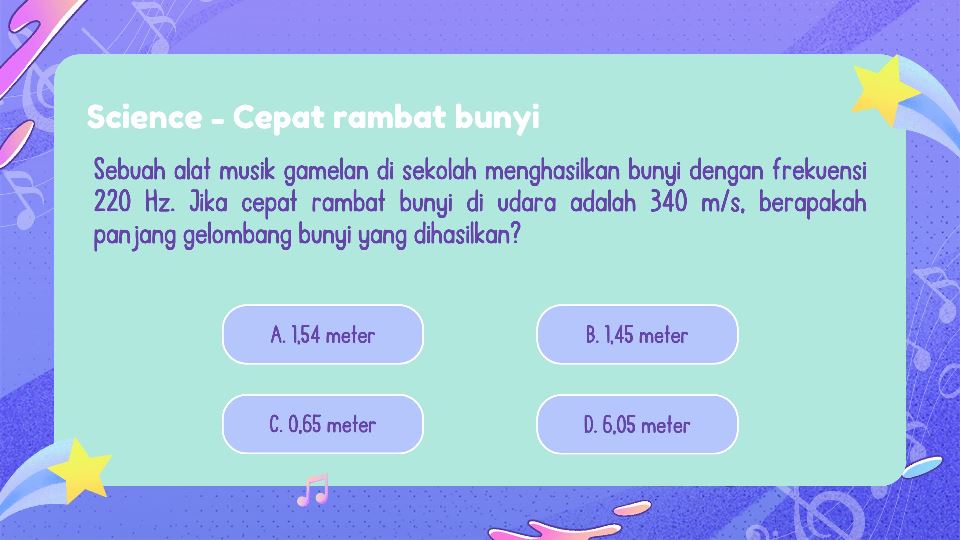 Science - Cepat rambat bunyi
Sebuah alat musik gamelan di sekolah menghasilkan bunyi dengan frekuensi
220 Hz. Jika cepat rambat bunyi di udara adalah 340 m/s, berapakah
panjang gelombang bunyi yang dihasilkan?
A. 1,54 meter
B. 1,45 meter
C. 0,65 meter
D. 6,05 meter